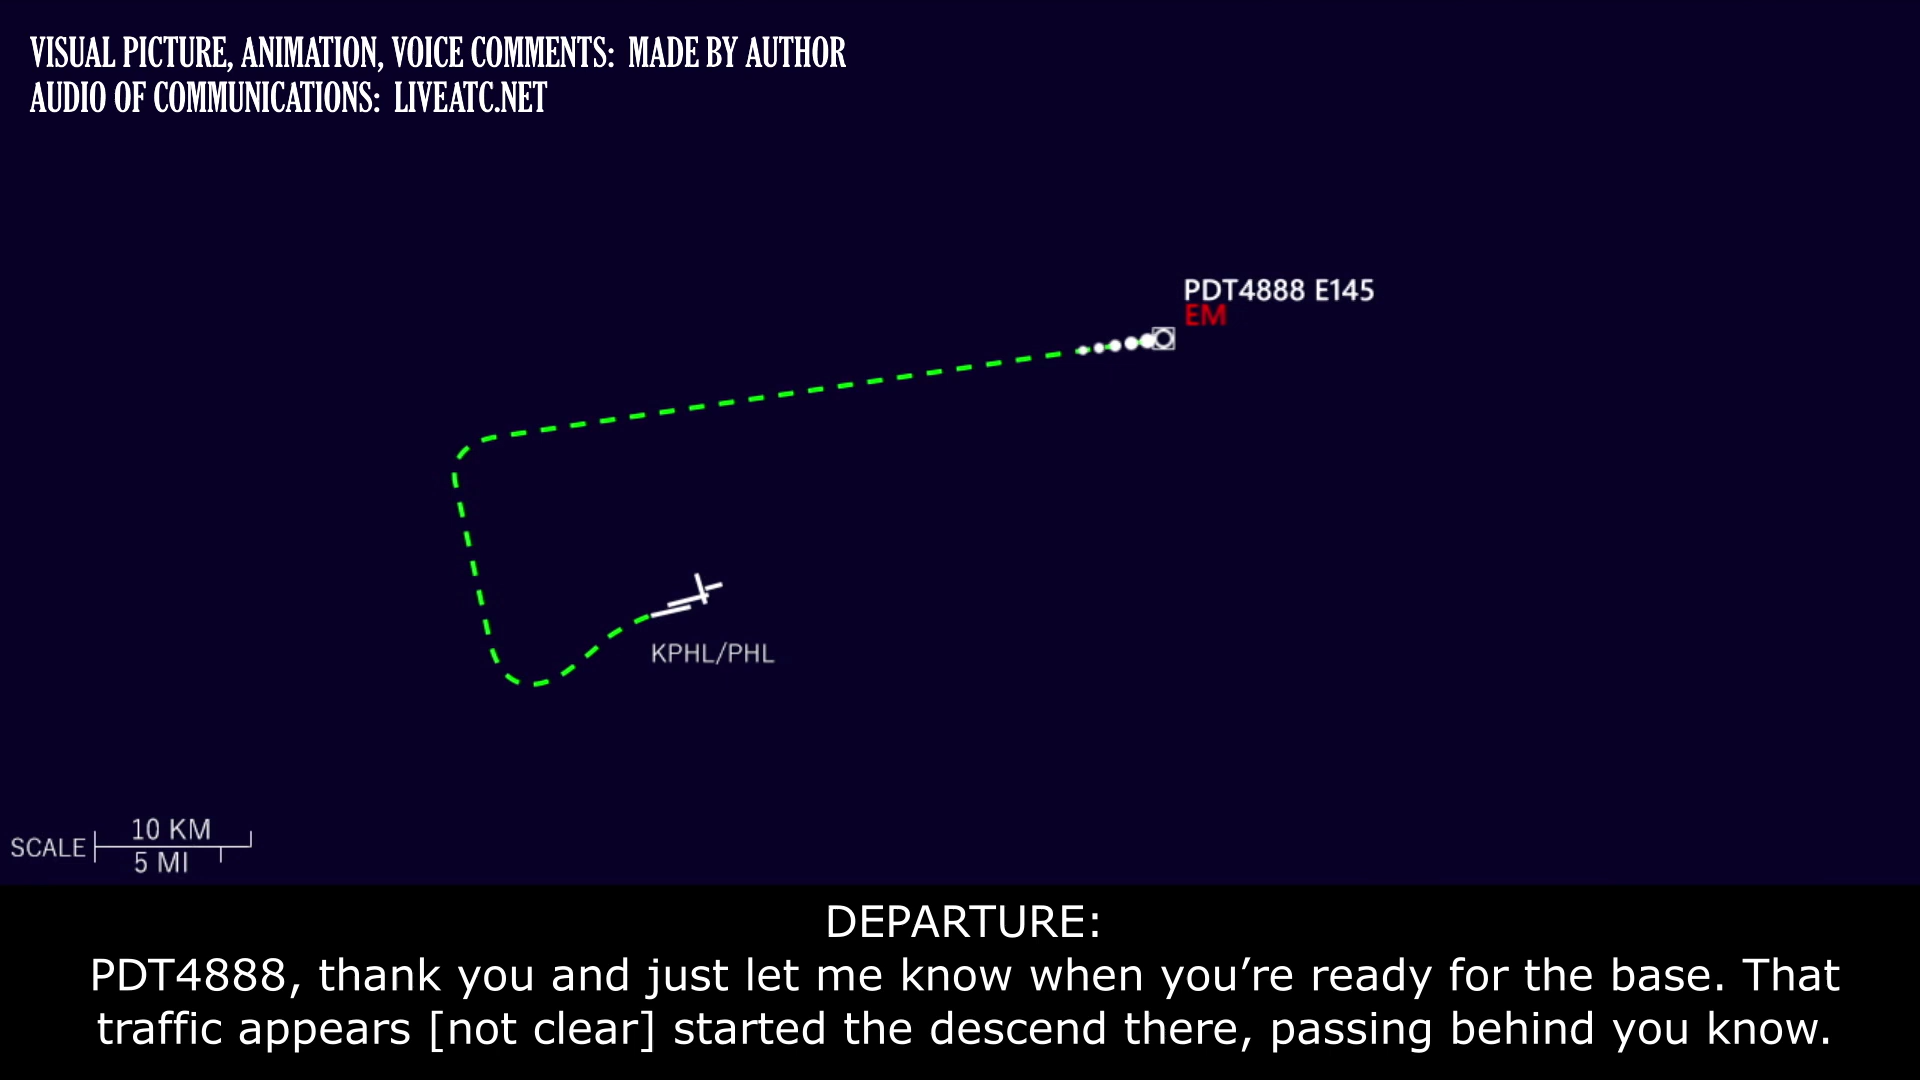 VISUAL PICTURE, ANIMATION, VOICE COMMENTS: MADE BY AUTHOR
AUDIO OF COMMUNICATIONS: LIVEATC.NET
PDT4888 E145
EM
KPHL/PHL
10 KM
SCALE
5 MI
DEPARTURE:
PDT4888, thank you and just let me know when you’re ready for the base. That
traffic appears [not clear] started the descend there, passing behind you know.